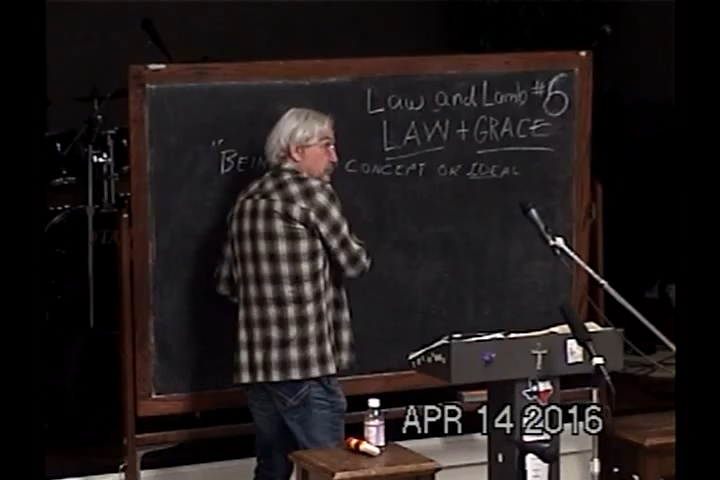 Law and Lamb #6
LAW + GRACE
"BEIN CONCEPT OR IDEAL
APR 14 2016